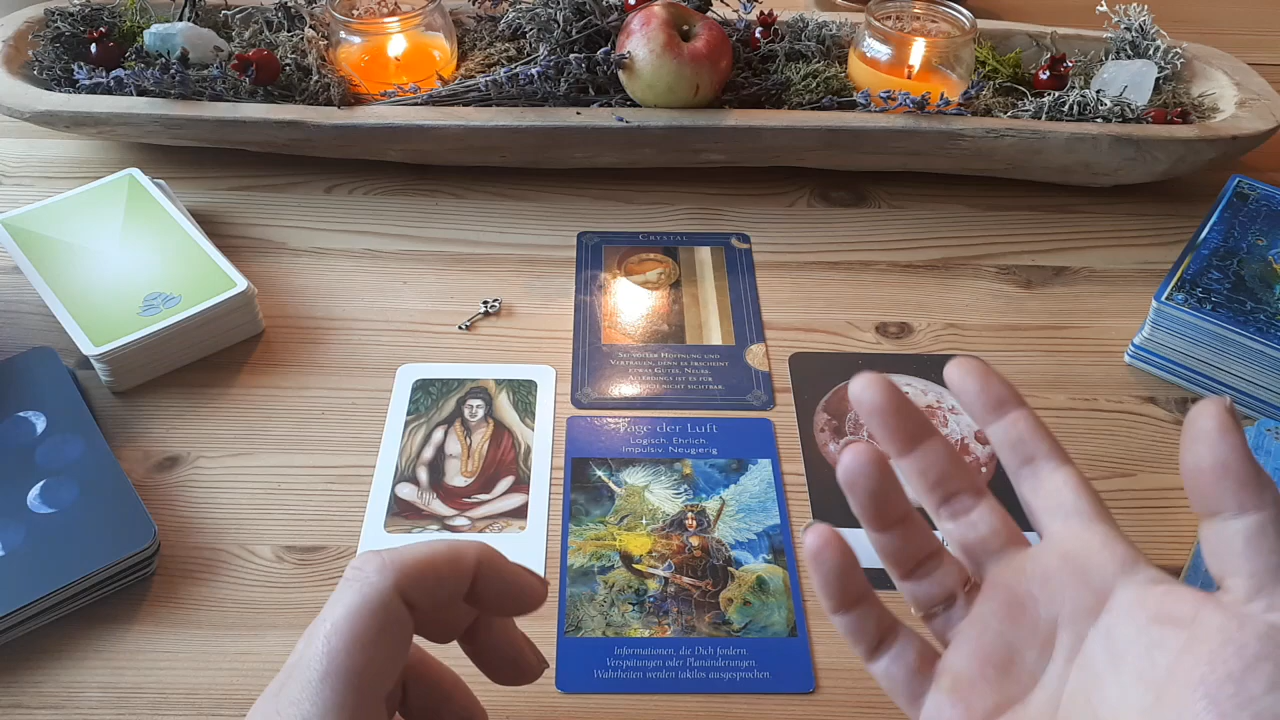 CRYSTAL
SEI VOLLER HOFFNUNG UND
VERTRAUEN, DENN ES ERSCHEINT
ETWAS GUTES, NEUES.
ALLERDINGS IST ES FÜR
NICHT SICHTBAR.
Page der Luft
Logisch. Ehrlich.
Impulsiv. Neugierig
Informationen, die Dich fordern.
Verspätungen oder Planänderungen.
Wahrheiten werden taktlos ausgesprochen.